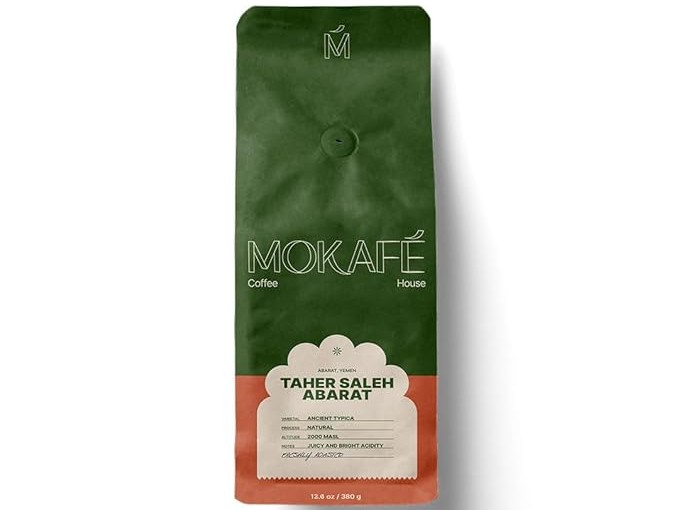 Ḿ
MOKAFÉ
Coffee House
ABARAT, YEMEN
TAHER SALEH
ABARAT
VARIETAL ANCIENT TYPICA
PROCESS NATURAL
ALTITUDE 2000 MASL
NOTES JUICY AND BRIGHT ACIDITY
FRESHLY ROASTED
13.6 oz / 380 g